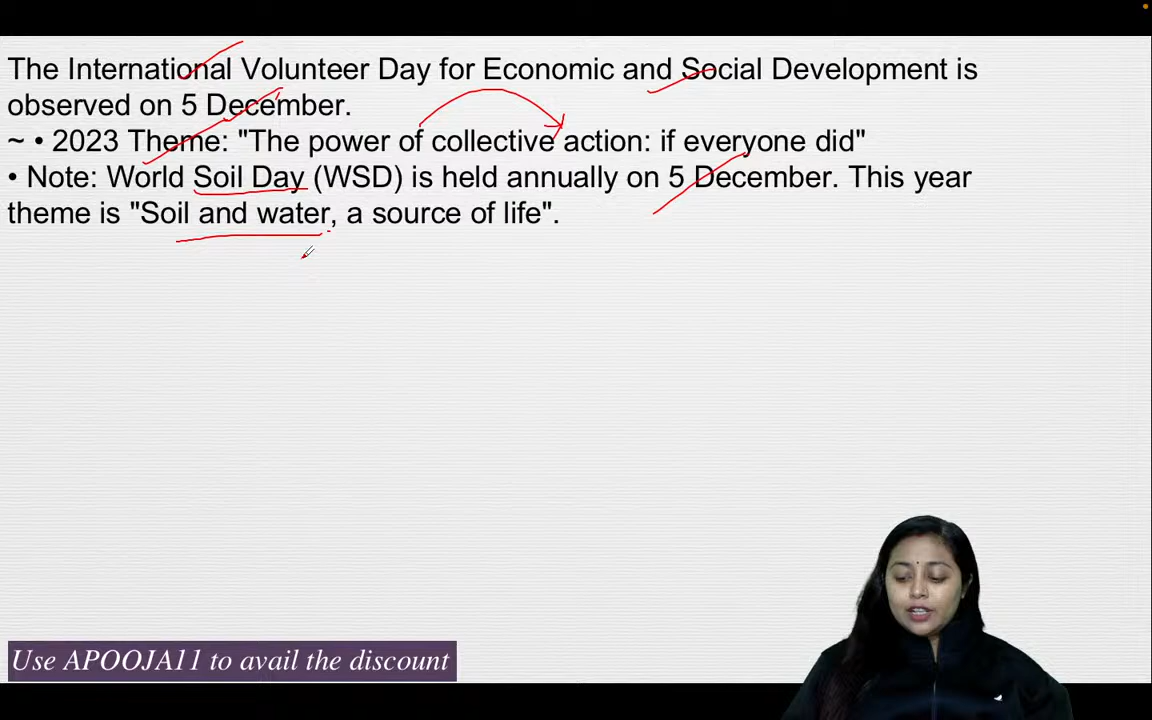 The International Volunteer Day for Economic and Social Development is
observed on 5 December.
~ • 2023 Theme: "The power of collective action: if everyone did"
• Note: World Soil Day (WSD) is held annually on 5 December. This year
theme is "Soil and water, a source of life".
Use APOOJA11 to avail the discount